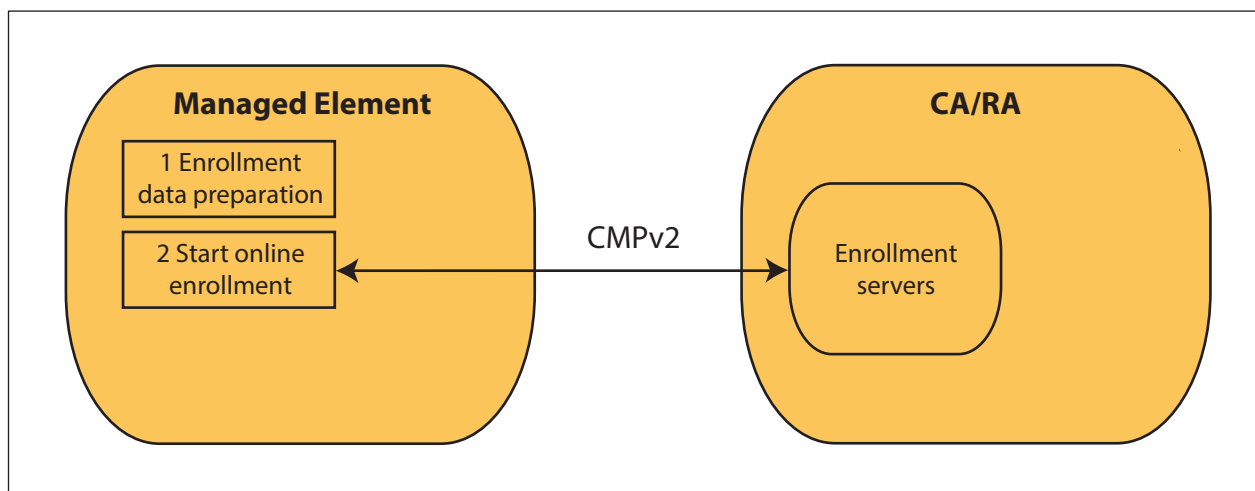 Managed Element
1 Enrollment
data preparation
2 Start online
enrollment
CMPv2
CA/RA
Enrollment
servers